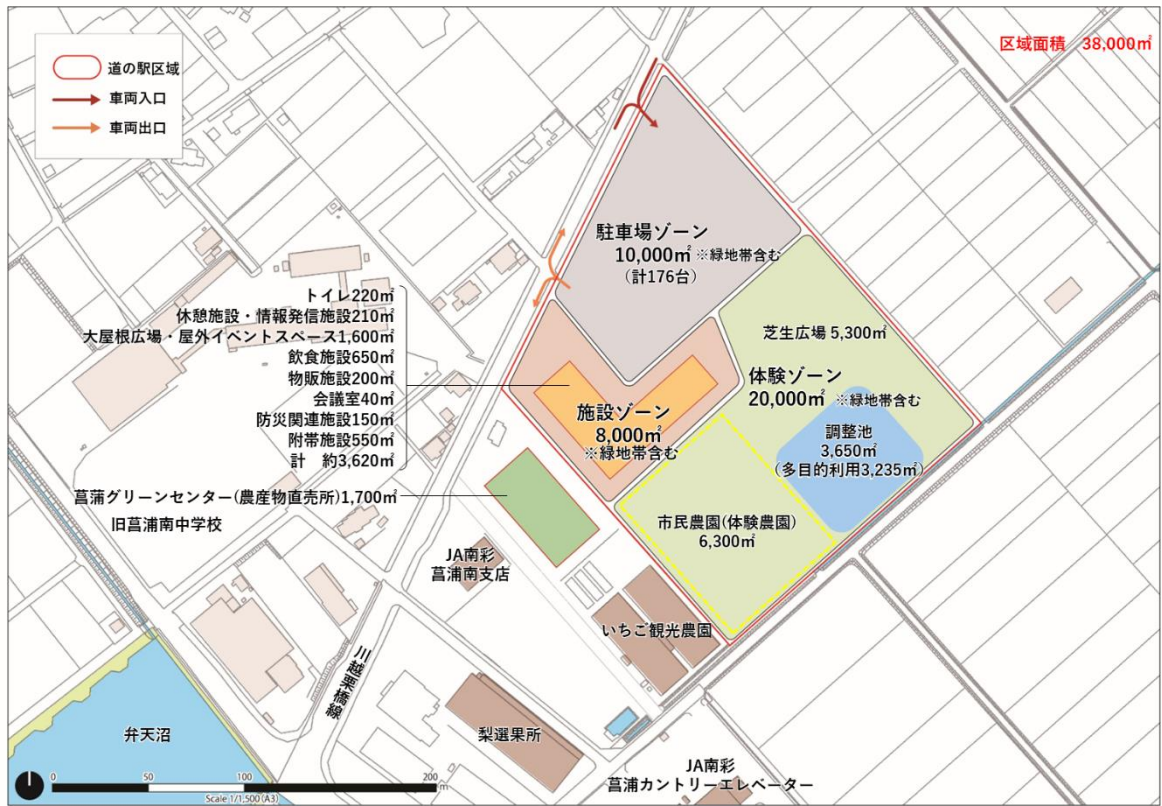 区域面積 38,000㎡
道の駅区域
車両入口
車両出口
駐車場ゾーン
10,000㎡ ※緑地帯含む
(計176台)
トイレ220㎡
休憩施設・情報発信施設210㎡
大屋根広場・屋外イベントスペース1,600㎡
飲食施設650㎡
物販施設200㎡
会議室40㎡
防災関連施設150㎡
附帯施設550㎡
計 約3,620㎡
芝生広場 5,300㎡
体験ゾーン
20,000㎡ ※緑地帯含む
施設ゾーン
8,000㎡
※緑地帯含む
調整池
3,650㎡
(多目的利用3,235㎡)
菖蒲グリーンセンター(農産物直売所)1,700㎡
旧菖浦南中学校
市民農園(体験農園)
6,300㎡
JA南彩
菖浦南支店
いちご観光農園
川越栗橋線
弁天沼
梨選果所
JA南彩
菖浦カントリーエレベーター
0 50 100 200
m
Scale 1/1,500 (A3)